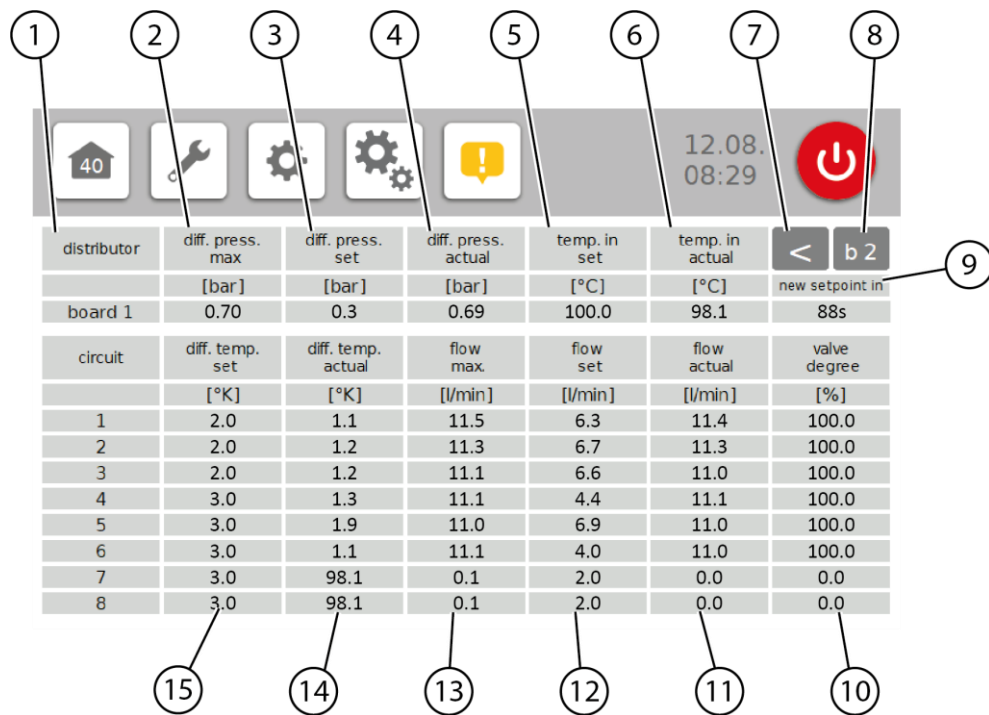 1 2 3 4 5 6 7 8
40 ! 12.08.
08:29
distributor diff. press. max diff. press. set diff. press. actual temp. in set temp. in actual < b 2
[bar] [bar] [bar] [°C] [°C] new setpoint in
9
board 1 0.70 0.3 0.69 100.0 98.1 88s
circuit diff. temp. set diff. temp. actual flow max. flow set flow actual valve degree
[°K] [°K] [l/min] [l/min] [l/min] [%]
1 2.0 1.1 11.5 6.3 11.4 100.0
2 2.0 1.2 11.3 6.7 11.3 100.0
3 2.0 1.2 11.1 6.6 11.0 100.0
4 3.0 1.3 11.1 4.4 11.1 100.0
5 3.0 1.9 11.0 6.9 11.0 100.0
6 3.0 1.1 11.1 4.0 11.0 100.0
7 3.0 98.1 0.1 2.0 0.0 0.0
8 3.0 98.1 0.1 2.0 0.0 0.0
15 14 13 12 11 10